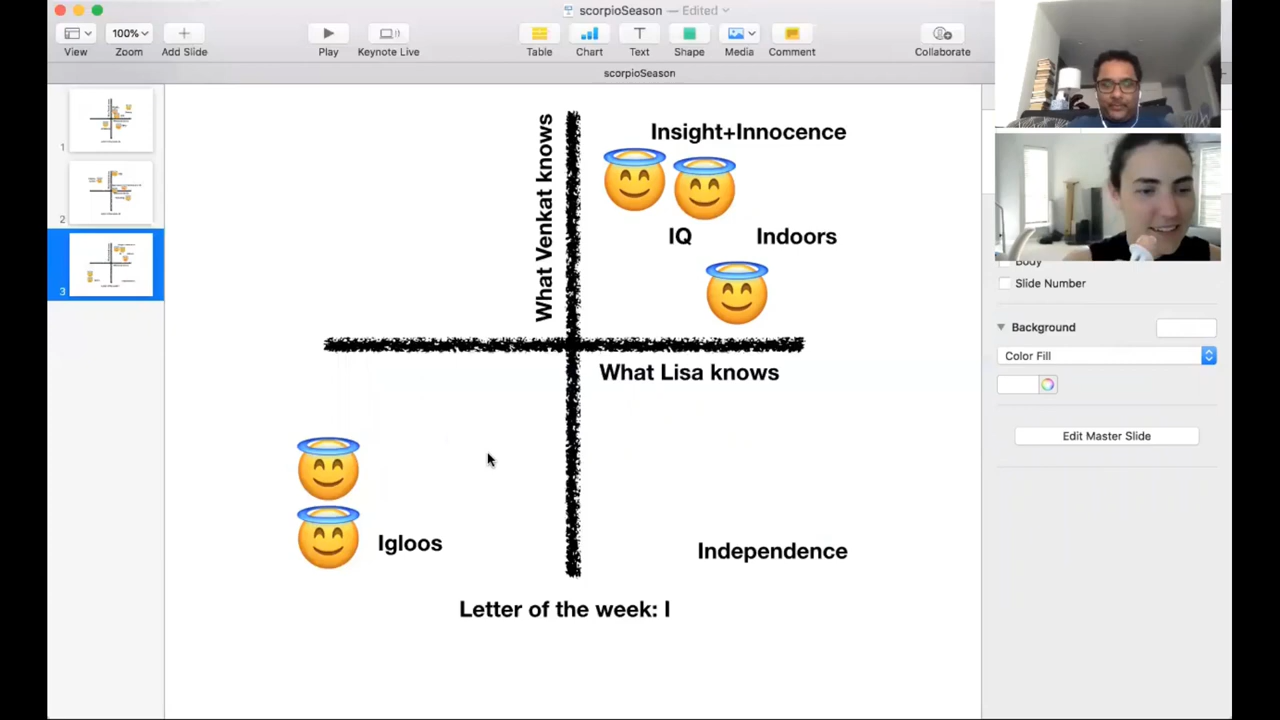 scorpioSeason — Edited
100%
View
Zoom
Add Slide
Play
Keynote Live
Table
Chart
Text
Shape
Media
Comment
Collaborate
scorpioSeason
1
2
3
What Venkat knows
Insight+Innocence
IQ
Indoors
What Lisa knows
Igloos
Independence
Letter of the week: I
Body
Slide Number
Background
Color Fill
Edit Master Slide